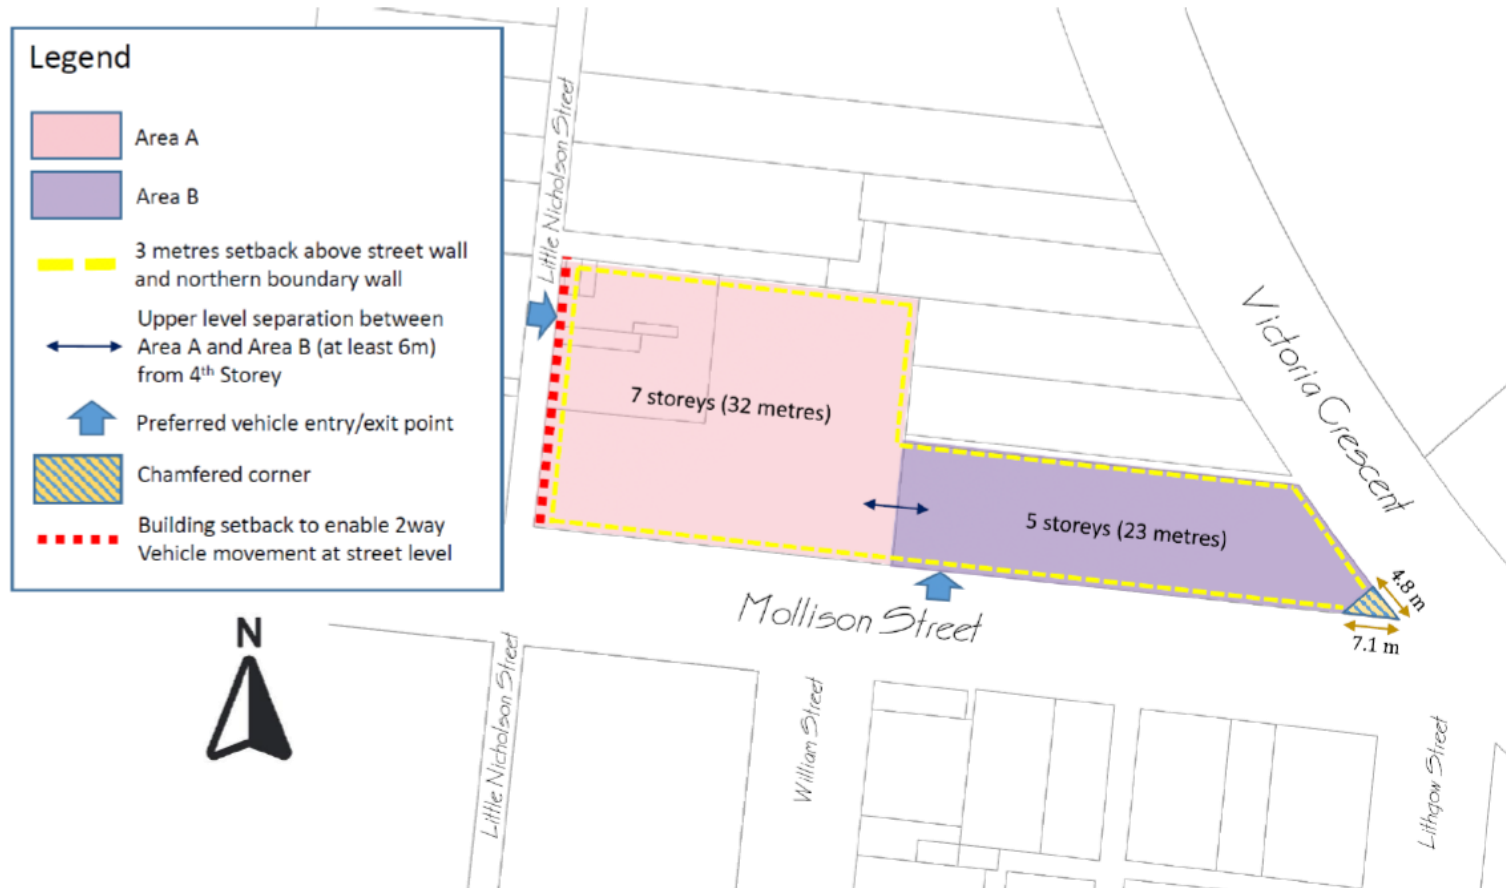 Legend
Area A
Area B
3 metres setback above street wall
and northern boundary wall
Upper level separation between
Area A and Area B (at least 6m)
from 4th Storey
Preferred vehicle entry/exit point
Chamfered corner
Building setback to enable 2way
Vehicle movement at street level
N
Little Nicholson Street
Victoria Crescent
7 storeys (32 metres)
5 storeys (23 metres)
4.8 m
7.1 m
Mollison Street
Little Nicholson Street
William Street
Lithgow Street